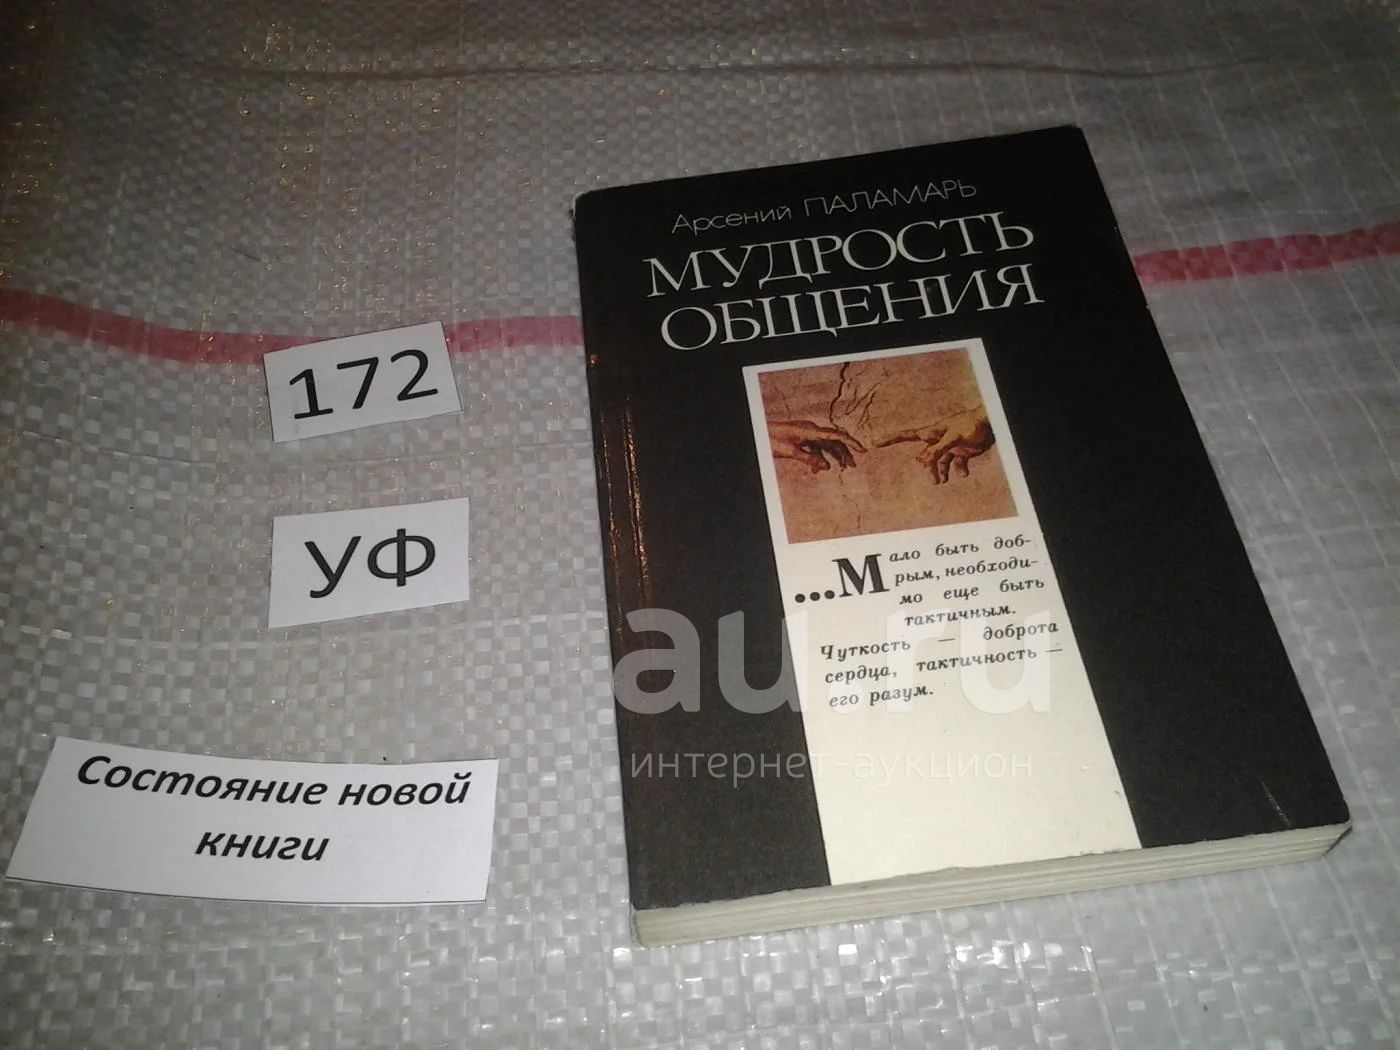 Арсений ПАЛАМАРЬ
МУДРОСТЬ
ОБЩЕНИЯ
...Мало быть доб-
рым, необходи-
мо еще быть
тактичным.
Чуткость — доброта
сердца, тактичность —
его разум.
172
УФ
Состояние новой
книги
au.ru
интернет-аукцион